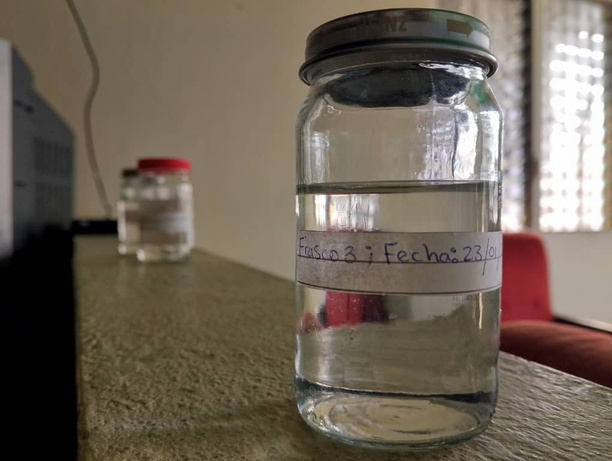 Frasco 3 ; Fecha: 23/01/